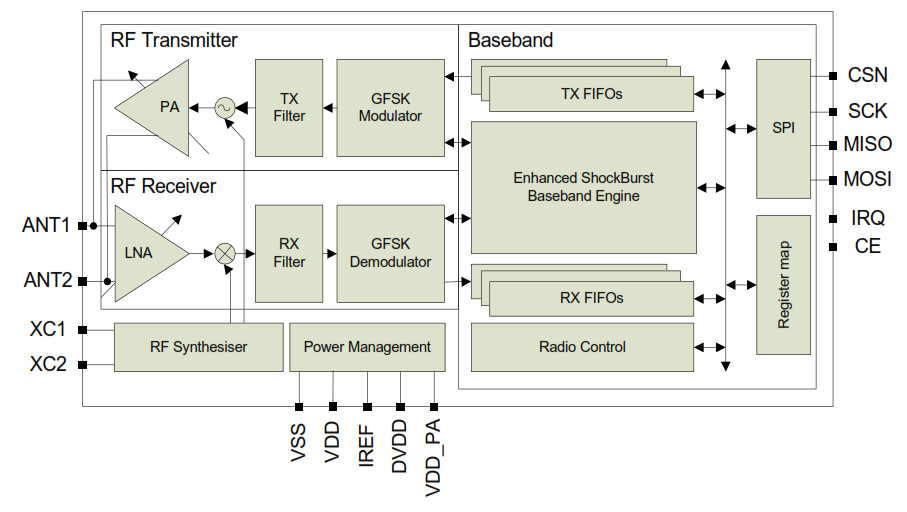 RF Transmitter
Baseband
PA
TX
Filter
GFSK
Modulator
TX FIFOs
SPI
CSN
SCK
MISO
MOSI
Enhanced ShockBurst
Baseband Engine
RF Receiver
ANT1
ANT2
LNA
RX
Filter
GFSK
Demodulator
RX FIFOs
Register map
IRQ
CE
XC1
XC2
RF Synthesiser
Power Management
Radio Control
VSS
VDD
IREF
DVDD
VDD_PA